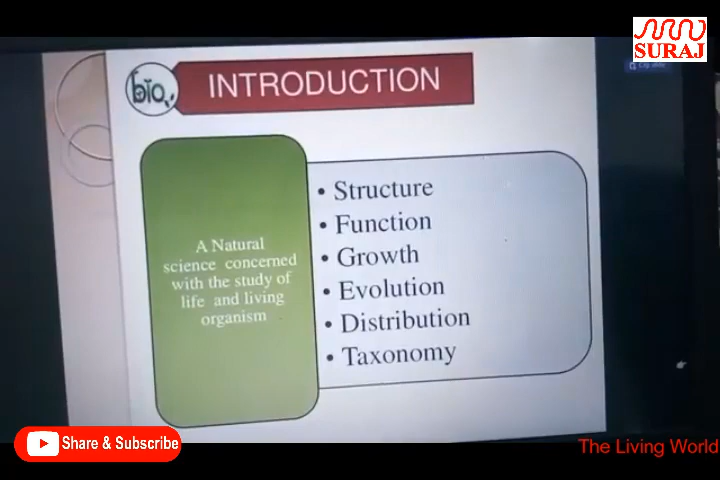 SURAJ
bio
INTRODUCTION
A Natural
science concerned
with the study of
life and living
organism
• Structure
• Function
• Growth
• Evolution
• Distribution
• Taxonomy
Share & Subscribe
The Living World